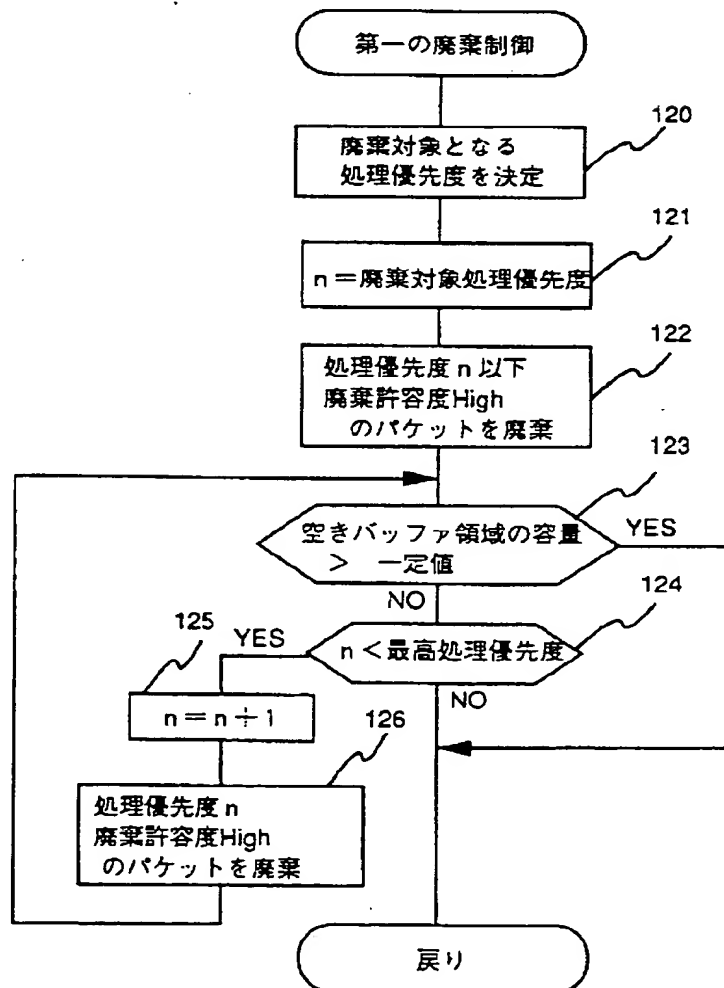 第一の廃棄制御
120
廃棄対象となる
処理優先度を決定
121
n＝廃棄対象処理優先度
122
処理優先度n以下
廃棄許容度High
のパケットを廃棄
123
空きバッファ領域の容量
＞ 一定値
YES
NO
124
n＜最高処理優先度
YES
NO
125
n＝n＋1
126
処理優先度n
廃棄許容度High
のパケットを廃棄
戻り